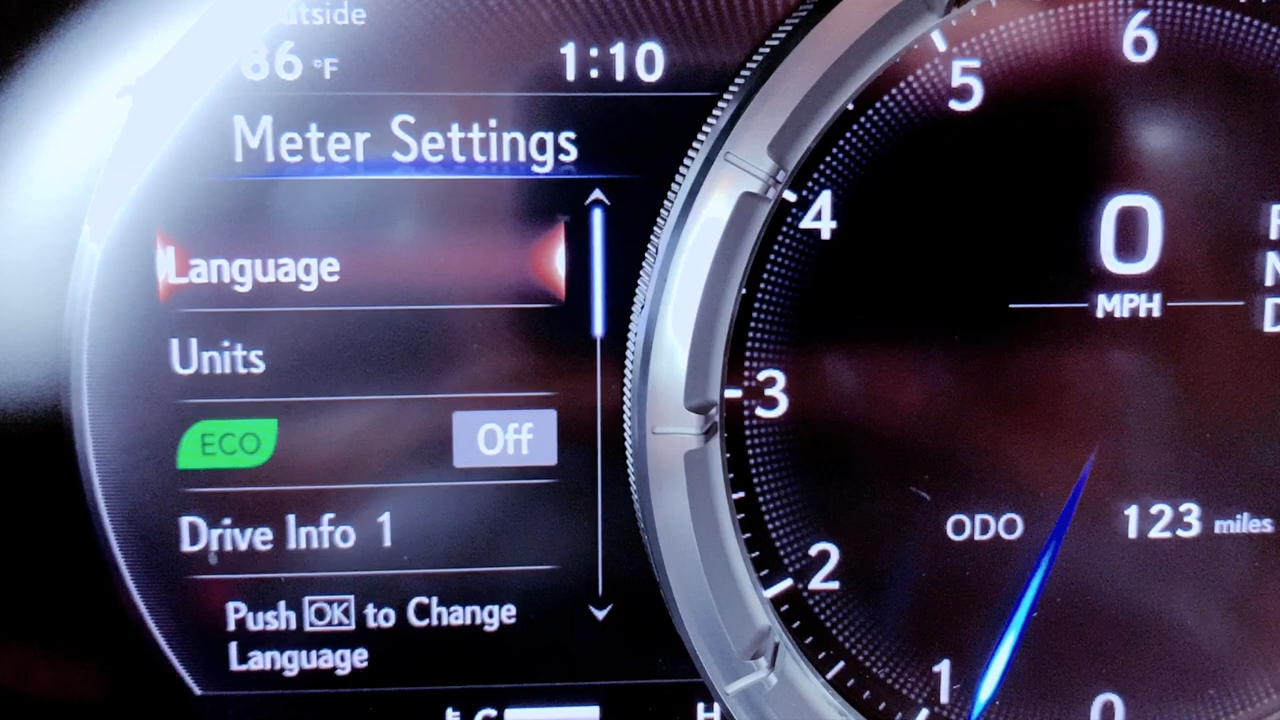 86 °F 1:10
Meter Settings
Language
Units
ECO Off
Drive Info 1
Push OK to Change
Language
6
5
4
0
MPH
3
ODO 123 miles
2
1
0
H